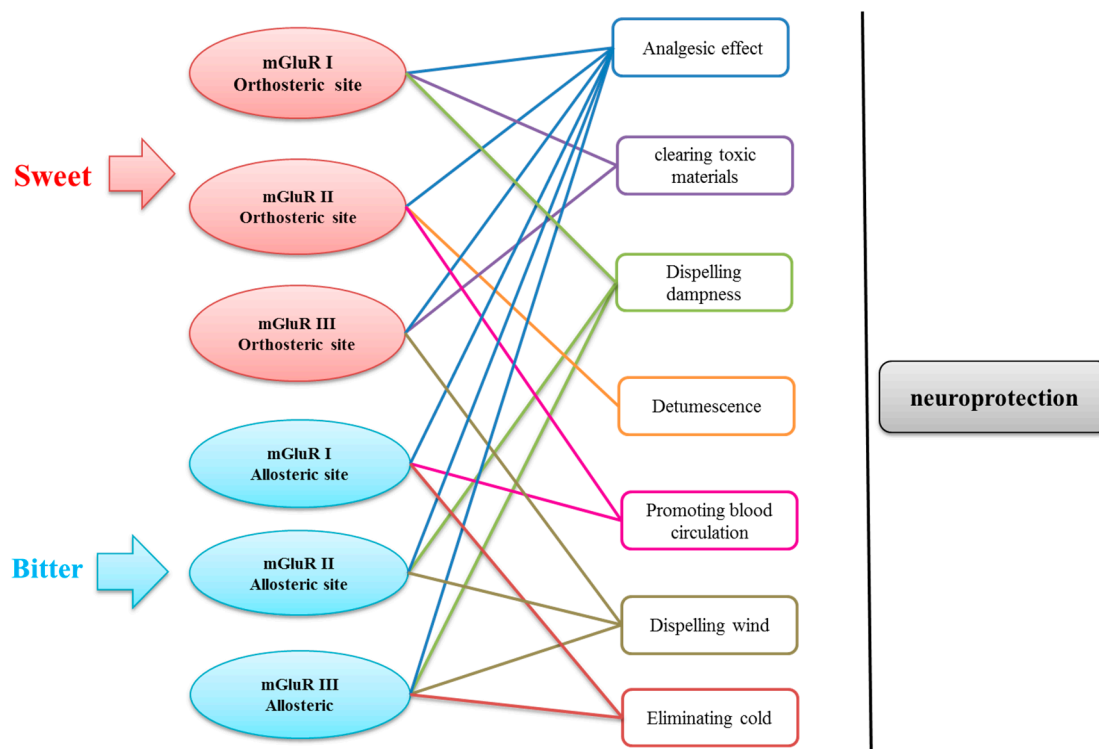 Sweet
Bitter
mGluR I
Orthosteric site
mGluR II
Orthosteric site
mGluR III
Orthosteric site
mGluR I
Allosteric site
mGluR II
Allosteric site
mGluR III
Allosteric
Analgesic effect
clearing toxic
materials
Dispelling
dampness
Detumescence
Promoting blood
circulation
Dispelling wind
Eliminating cold
neuroprotection